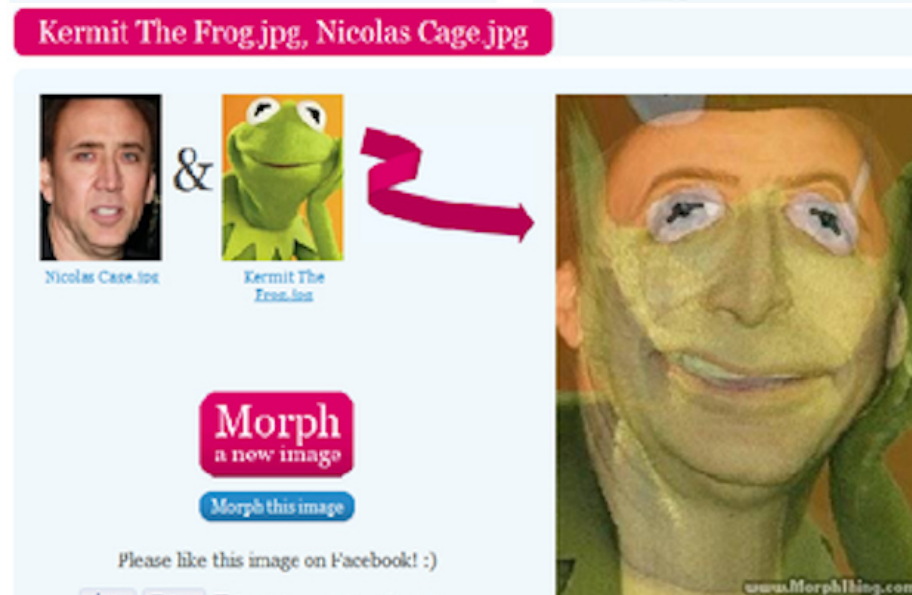 Kermit The Frog.jpg, Nicolas Cage.jpg
&
Nicolas Cage.jpg
Kermit The
Frog.jpg
Morph
a new image
Morph this image
Please like this image on Facebook! :)
www.MorphThing.com